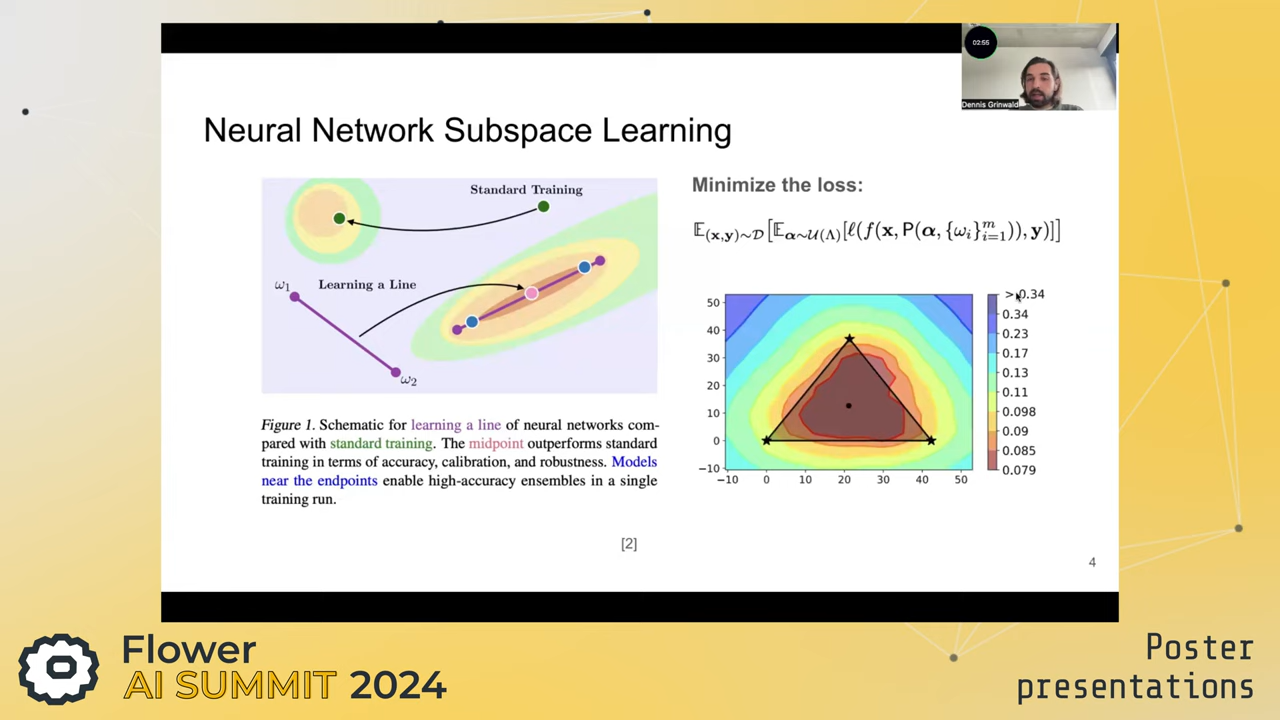 02:55
Dennis Grinwald
Neural Network Subspace Learning
Standard Training
Learning a Line
ω1
ω2
Figure 1. Schematic for learning a line of neural networks com-
pared with standard training. The midpoint outperforms standard
training in terms of accuracy, calibration, and robustness. Models
near the endpoints enable high-accuracy ensembles in a single
training run.
[2]
Minimize the loss:
𝔼(x,y)∼𝒟[𝔼α∼𝒰(Λ)[ℓ(f(x, P(α, {ωi}ᵐi=1)), y)]]
50
40
30
20
10
0
−10
−10 0 10 20 30 40 50
> 0.34
0.34
0.23
0.17
0.13
0.11
0.098
0.09
0.085
0.079
4
Flower
AI SUMMIT 2024
Poster
presentations